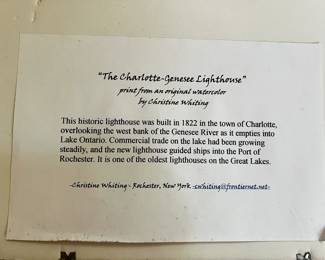 "The Charlotte-Genesee Lighthouse"
print from an original watercolor
by Christine Whiting
This historic lighthouse was built in 1822 in the town of Charlotte,
overlooking the west bank of the Genesee River as it empties into
Lake Ontario. Commercial trade on the lake had been growing
steadily, and the new lighthouse guided ships into the Port of
Rochester. It is one of the oldest lighthouses on the Great Lakes.
-Christine Whiting - Rochester, New York -cwhiting@frontiernet.net-